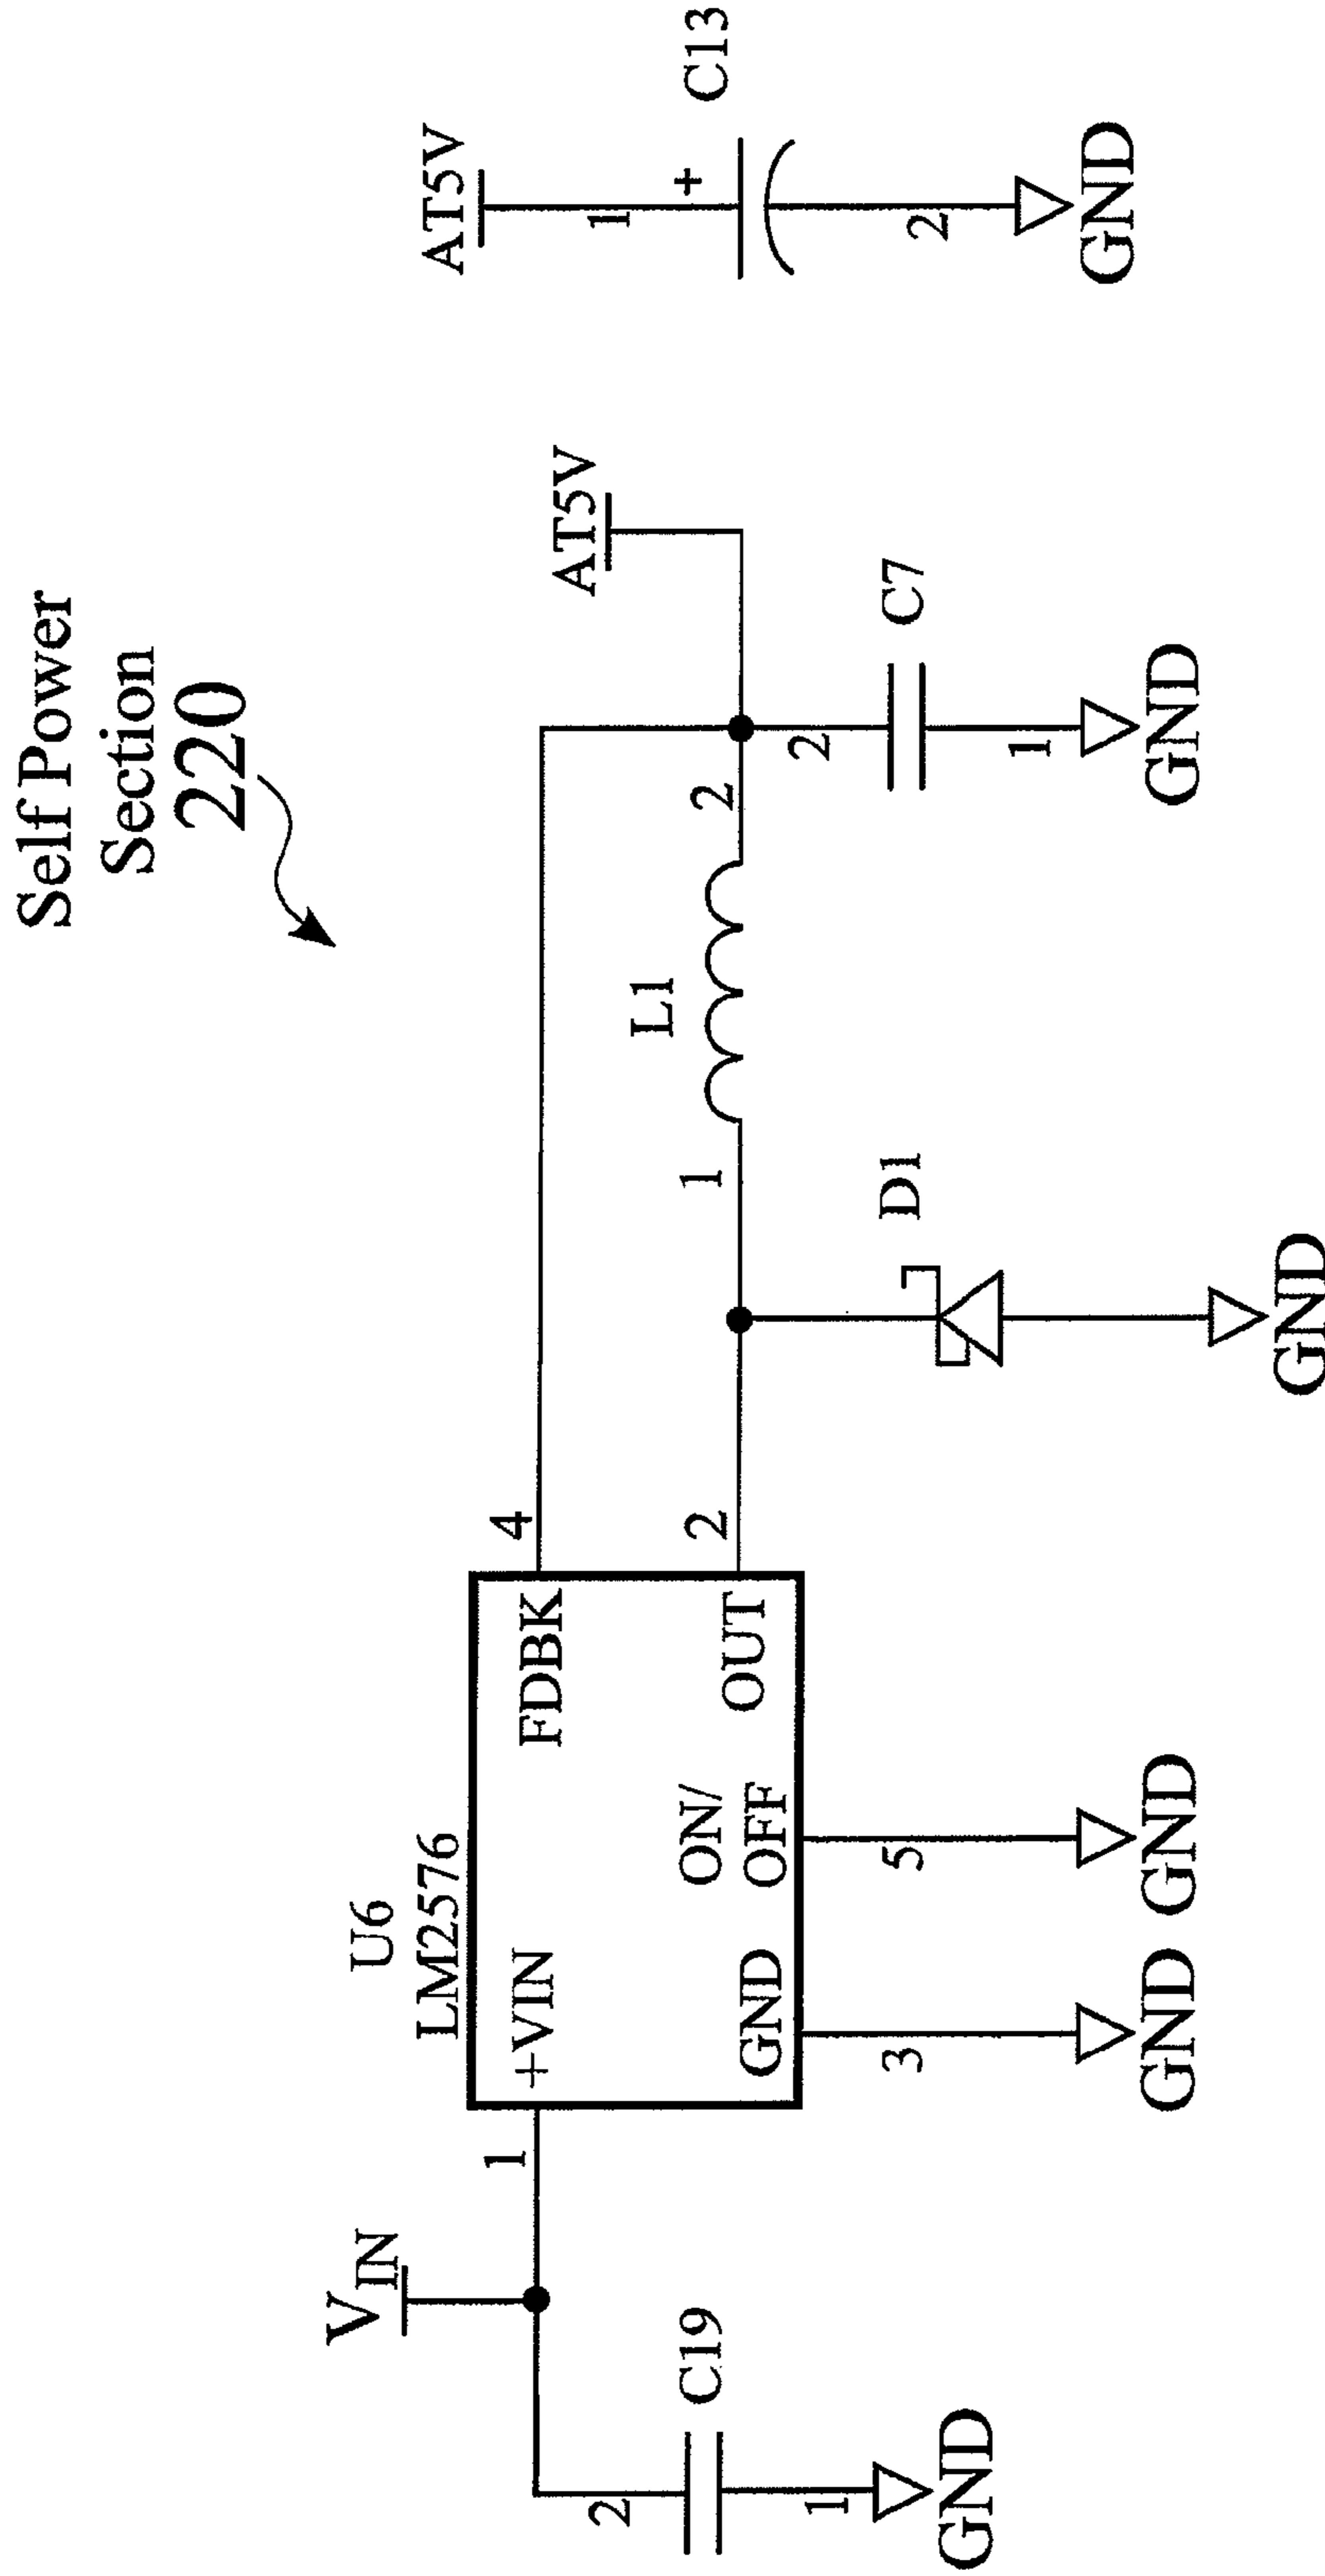 Self Power
Section
220
V IN
U6
LM2576
+VIN
FDBK
ON/
OFF
OUT
GND
1
4
2
3
5
GND
GND
C19
2
1
GND
L1
1
2
D1
GND
AT5V
C7
2
1
GND
AT5V
C13
+
1
2
GND